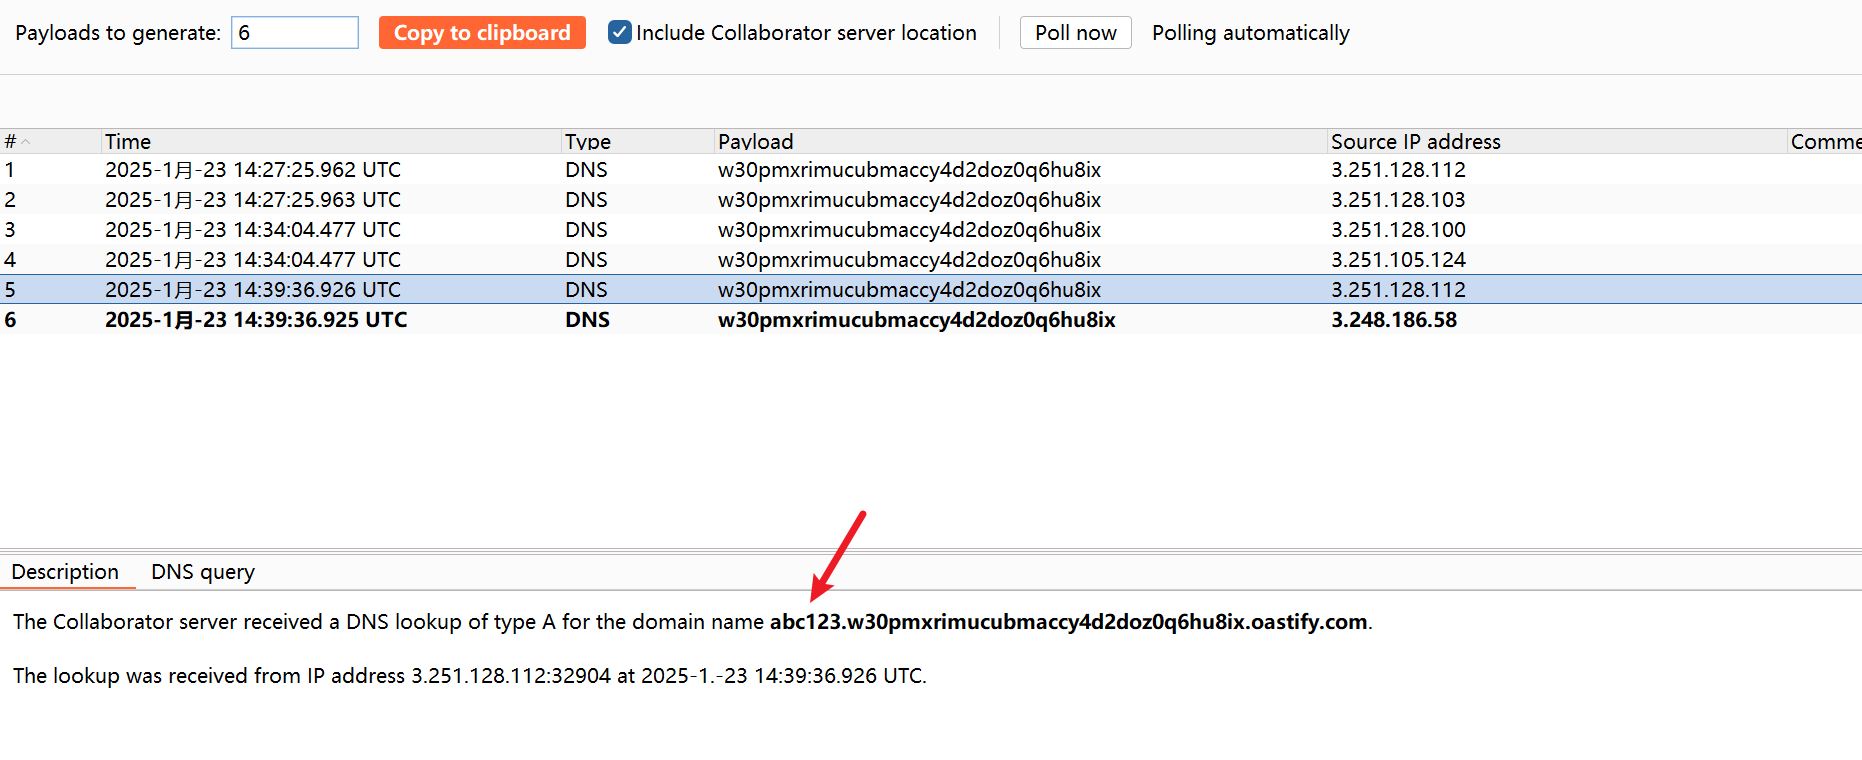 Payloads to generate: 6 Copy to clipboard Include Collaborator server location Poll now Polling automatically
# Time Type Payload Source IP address Comme
1 2025-1月-23 14:27:25.962 UTC DNS w30pmxrimucubmaccy4d2doz0q6hu8ix 3.251.128.112
2 2025-1月-23 14:27:25.963 UTC DNS w30pmxrimucubmaccy4d2doz0q6hu8ix 3.251.128.103
3 2025-1月-23 14:34:04.477 UTC DNS w30pmxrimucubmaccy4d2doz0q6hu8ix 3.251.128.100
4 2025-1月-23 14:34:04.477 UTC DNS w30pmxrimucubmaccy4d2doz0q6hu8ix 3.251.105.124
5 2025-1月-23 14:39:36.926 UTC DNS w30pmxrimucubmaccy4d2doz0q6hu8ix 3.251.128.112
6 2025-1月-23 14:39:36.925 UTC DNS w30pmxrimucubmaccy4d2doz0q6hu8ix 3.248.186.58
Description DNS query
The Collaborator server received a DNS lookup of type A for the domain name abc123.w30pmxrimucubmaccy4d2doz0q6hu8ix.oastify.com.
The lookup was received from IP address 3.251.128.112:32904 at 2025-1.-23 14:39:36.926 UTC.